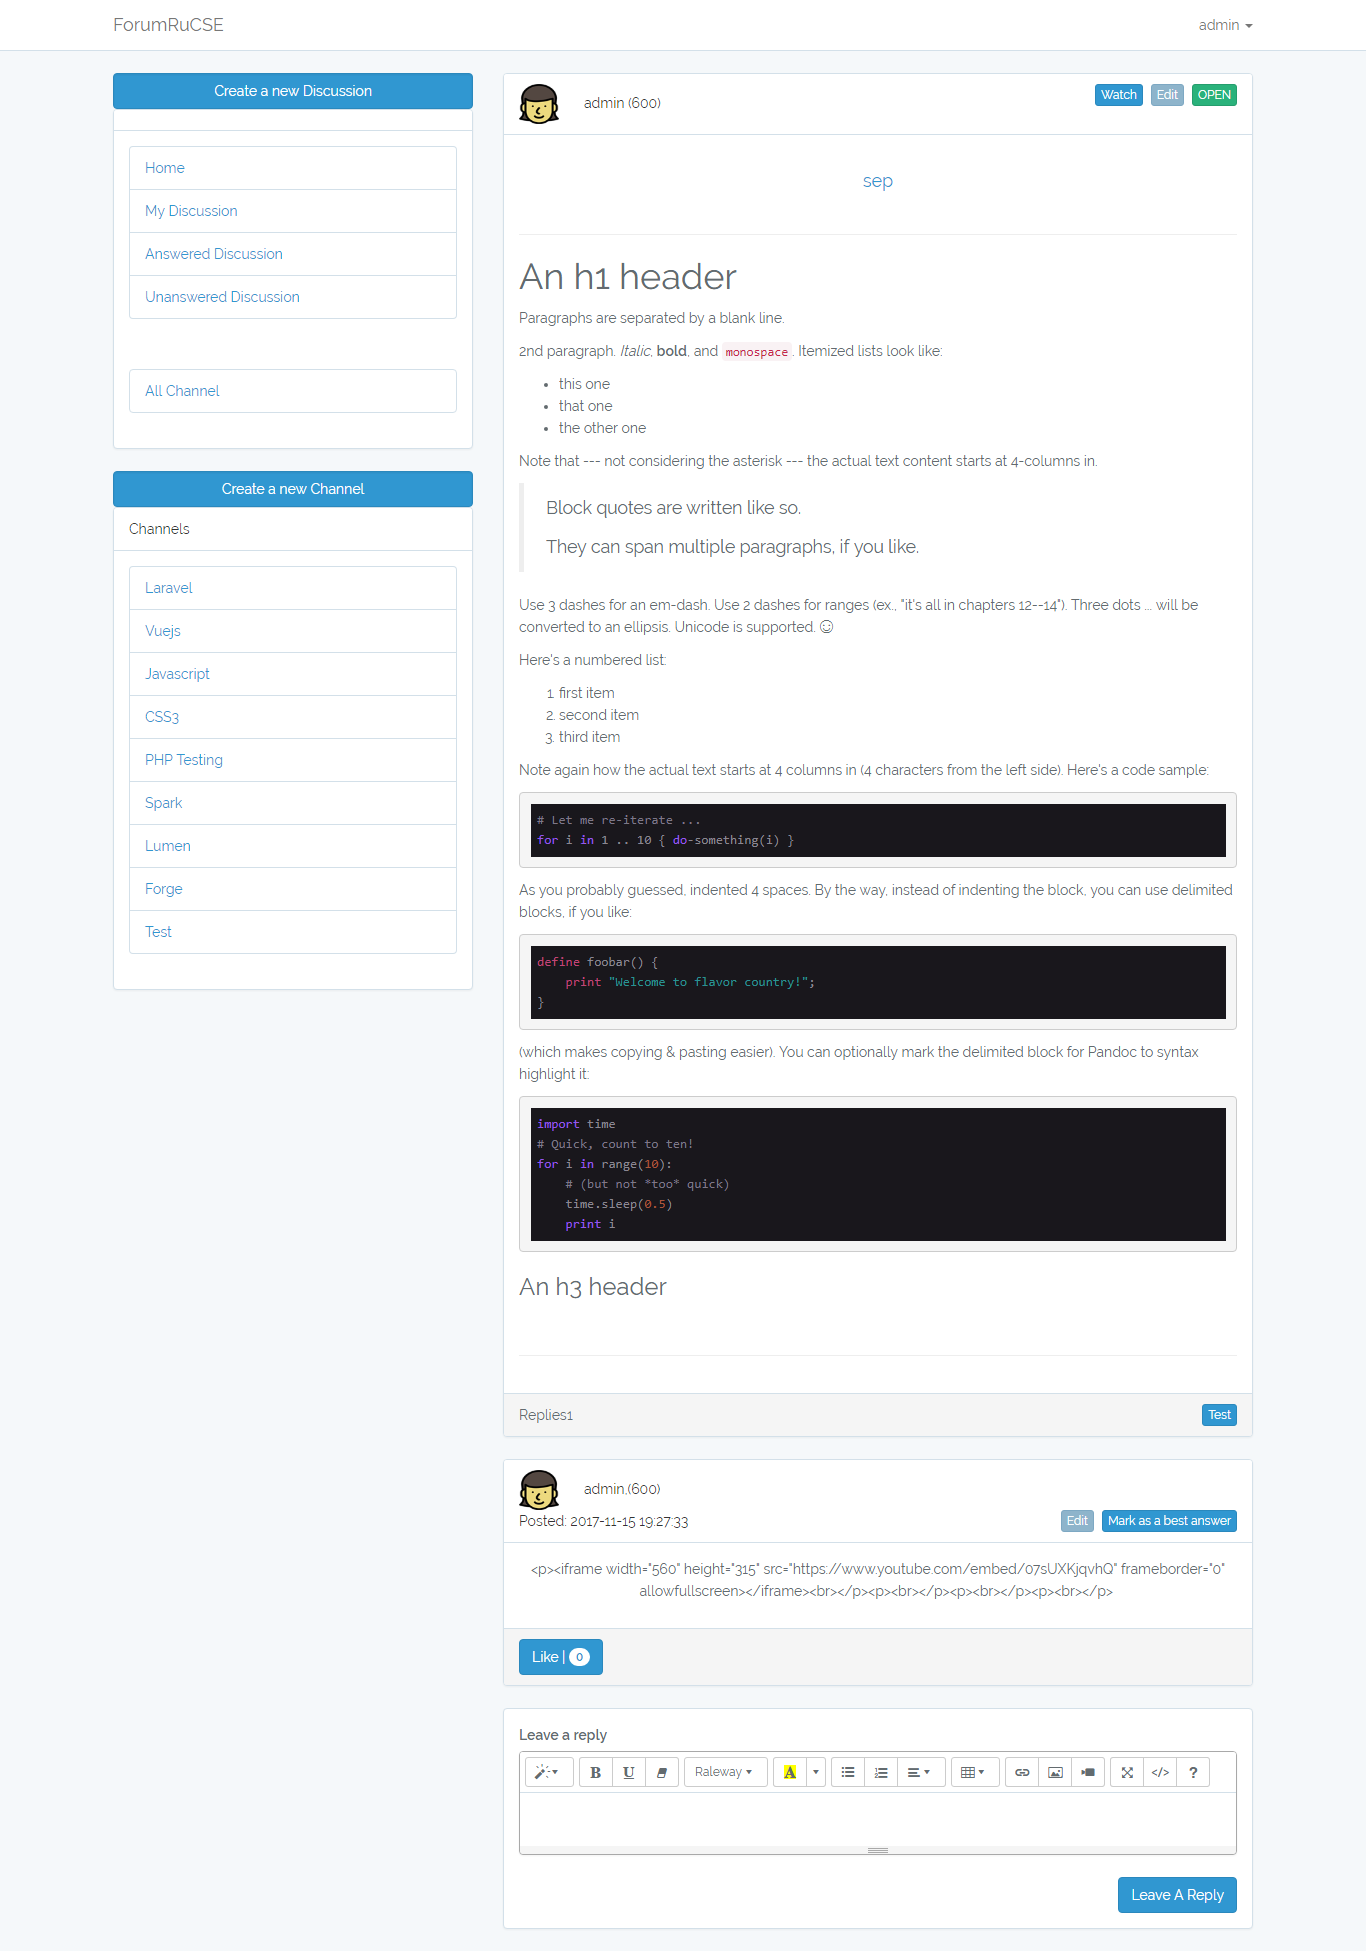 ForumRuCSE
admin
Create a new Discussion
Home
My Discussion
Answered Discussion
Unanswered Discussion
All Channel
Create a new Channel
Channels
Laravel
Vuejs
Javascript
CSS3
PHP Testing
Spark
Lumen
Forge
Test
admin (600)
Watch Edit OPEN
sep
An h1 header
Paragraphs are separated by a blank line.
2nd paragraph. Italic, bold, and monospace. Itemized lists look like:
• this one
• that one
• the other one
Note that --- not considering the asterisk --- the actual text content starts at 4-columns in.
Block quotes are written like so.
They can span multiple paragraphs, if you like.
Use 3 dashes for an em-dash. Use 2 dashes for ranges (ex., "it's all in chapters 12--14"). Three dots ... will be
converted to an ellipsis. Unicode is supported. ☺
Here's a numbered list:
1. first item
2. second item
3. third item
Note again how the actual text starts at 4 columns in (4 characters from the left side). Here's a code sample:
# Let me re-iterate ...
for i in 1 .. 10 { do-something(i) }
As you probably guessed, indented 4 spaces. By the way, instead of indenting the block, you can use delimited
blocks, if you like:
define foobar() {
    print "Welcome to flavor country!";
}
(which makes copying & pasting easier). You can optionally mark the delimited block for Pandoc to syntax
highlight it:
import time
# Quick, count to ten!
for i in range(10):
    # (but not *too* quick)
    time.sleep(0.5)
    print i
An h3 header
Replies1
Test
admin,(600)
Posted: 2017-11-15 19:27:33
Edit Mark as a best answer
<p><iframe width="560" height="315" src="https://www.youtube.com/embed/07sUXKjqvhQ" frameborder="0"
allowfullscreen></iframe><br></p><p><br></p><p><br></p><p><br></p>
Like | 0
Leave a reply
B U Raleway A </> ?
Leave A Reply